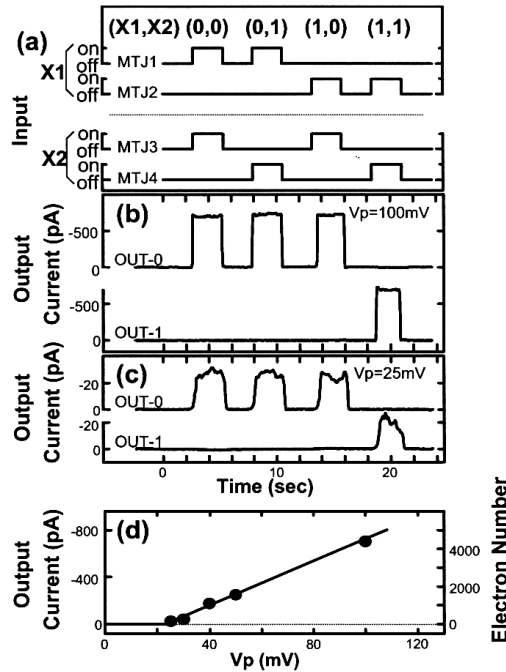 (a) (X1,X2) (0,0) (0,1) (1,0) (1,1)
Input
X1
on
off MTJ1
on
off MTJ2
X2
on
off MTJ3
on
off MTJ4
(b) Vp=100mV
Output
Current (pA)
-500
0
OUT-0
-500
0
OUT-1
(c) Vp=25mV
Output
Current (pA)
-20
0
OUT-0
-20
0
OUT-1
0 10 20
Time (sec)
(d)
Output
Current (pA)
-800
-400
0
4000
2000
0
Electron Number
0 40 80 120
Vp (mV)